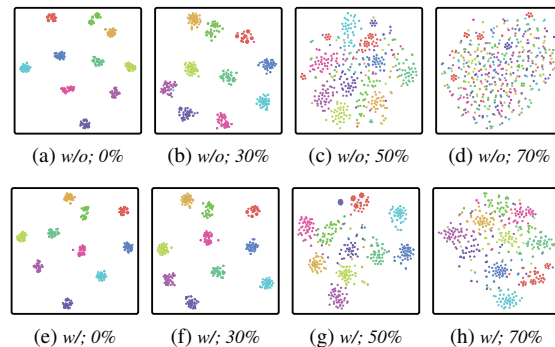 (a) w/o; 0% (b) w/o; 30% (c) w/o; 50% (d) w/o; 70%
(e) w/; 0% (f) w/; 30% (g) w/; 50% (h) w/; 70%